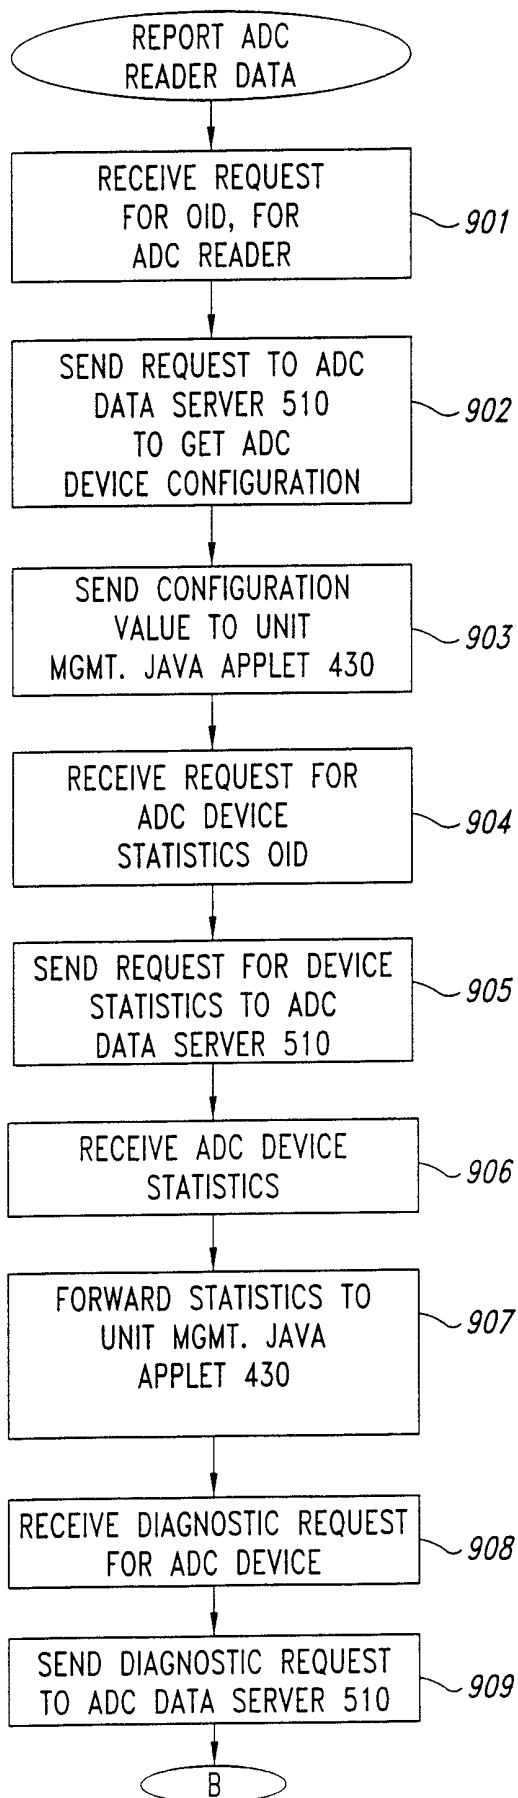 REPORT ADC
READER DATA
RECEIVE REQUEST
FOR OID, FOR
ADC READER
901
SEND REQUEST TO ADC
DATA SERVER 510
TO GET ADC
DEVICE CONFIGURATION
902
SEND CONFIGURATION
VALUE TO UNIT
MGMT. JAVA APPLET 430
903
RECEIVE REQUEST FOR
ADC DEVICE
STATISTICS OID
904
SEND REQUEST FOR DEVICE
STATISTICS TO ADC
DATA SERVER 510
905
RECEIVE ADC DEVICE
STATISTICS
906
FORWARD STATISTICS TO
UNIT MGMT. JAVA
APPLET 430
907
RECEIVE DIAGNOSTIC REQUEST
FOR ADC DEVICE
908
SEND DIAGNOSTIC REQUEST
TO ADC DATA SERVER 510
909
B